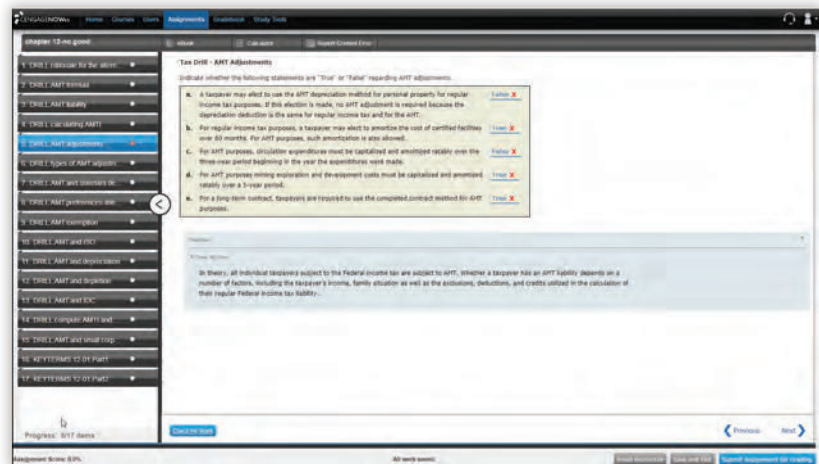 CENGAGENOWv2 Home Courses Users Assignments Gradebook Study Tools
chapter 12-no good
eBook Calculator
1. DRILL rationale for the altern...
2. DRILL AMT formula
3. DRILL AMT liability
4. DRILL calculating AMTI
5. DRILL AMT adjustments
6. DRILL types of AMT adjustm...
7. DRILL AMT and
8. DRILL AMT preferences
9. DRILL AMT exemption
10. DRILL AMT and ISO
11. DRILL AMT and depreciation
12. DRILL AMT and depletion
13. DRILL AMT and IDC
14. DRILL compute AMTI and
15. DRILL AMT and small corp
16. KEYTERMS 12-01.Part1
17. KEYTERMS 12-01.Part2
Progress: 0/17 items
Tax Drill - AMT Adjustments
Indicate whether the following statements are "True" or "False" regarding AMT adjustments.
a. A taxpayer may elect to use the AMT depreciation method for personal property for regular False X
income tax purposes. If this election is made, no AMT adjustment is required because the
depreciation deduction is the same for regular income tax and for the AMT.
b. For regular income tax purposes, a taxpayer may elect to amortize the cost of certified facilities True X
over 60 months. For AMT purposes, such amortization is also allowed.
c. For AMT purposes, circulation expenditures must be capitalized and amortized ratably over the False X
three-year period beginning in the year the expenditures were made.
d. For AMT purposes mining exploration and development costs must be capitalized and amortized True X
ratably over a 5-year period.
e. For a long-term contract, taxpayers are required to use the completed contract method for AMT True X
purposes.
Feedback
In theory, all individual taxpayers subject to the Federal income tax are subject to AMT. Whether a taxpayer has an AMT liability depends on a
number of factors, including the taxpayer's income, family situation as well as the exclusions, deductions, and credits utilized in the calculation of
their regular Federal income tax liability.
Check My Work
Previous Next
Assignment Score: 0.0% All work saved. Email Instructor Save and Exit Submit Assignment for Grading